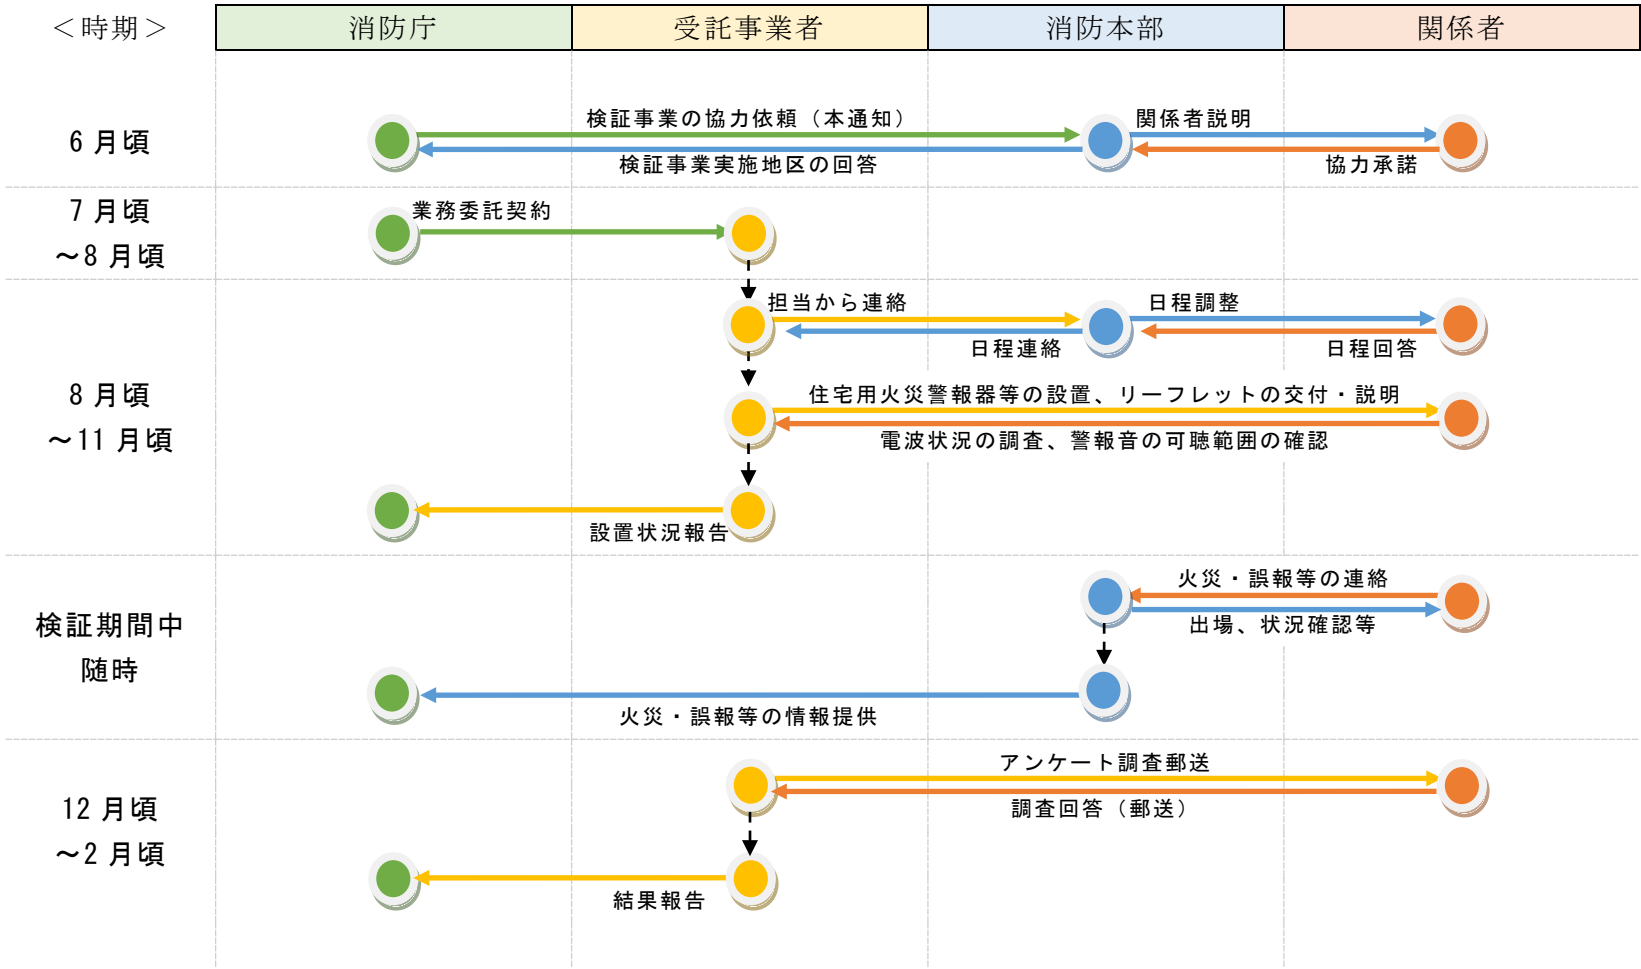 ＜時期＞ 消防庁 受託事業者 消防本部 関係者
検証事業の協力依頼（本通知） 関係者説明
6月頃
検証事業実施地区の回答 協力承諾
7月頃
～8月頃
業務委託契約
担当から連絡 日程調整
日程連絡 日程回答
8月頃
～11月頃
住宅用火災警報器等の設置、リーフレットの交付・説明
電波状況の調査、警報音の可聴範囲の確認
設置状況報告
検証期間中
随時
火災・誤報等の連絡
出場、状況確認等
火災・誤報等の情報提供
12月頃
～2月頃
アンケート調査郵送
調査回答（郵送）
結果報告